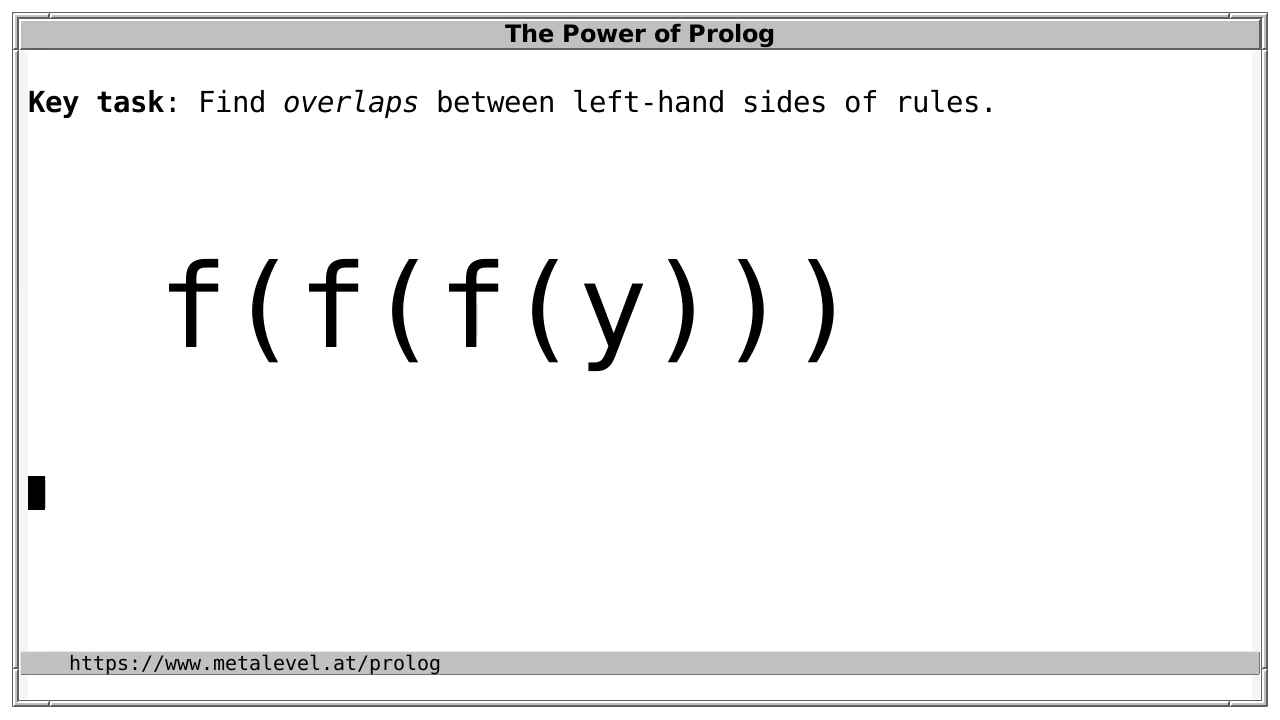 The Power of Prolog
Key task: Find overlaps between left-hand sides of rules.
f(f(f(y)))
https://www.metalevel.at/prolog